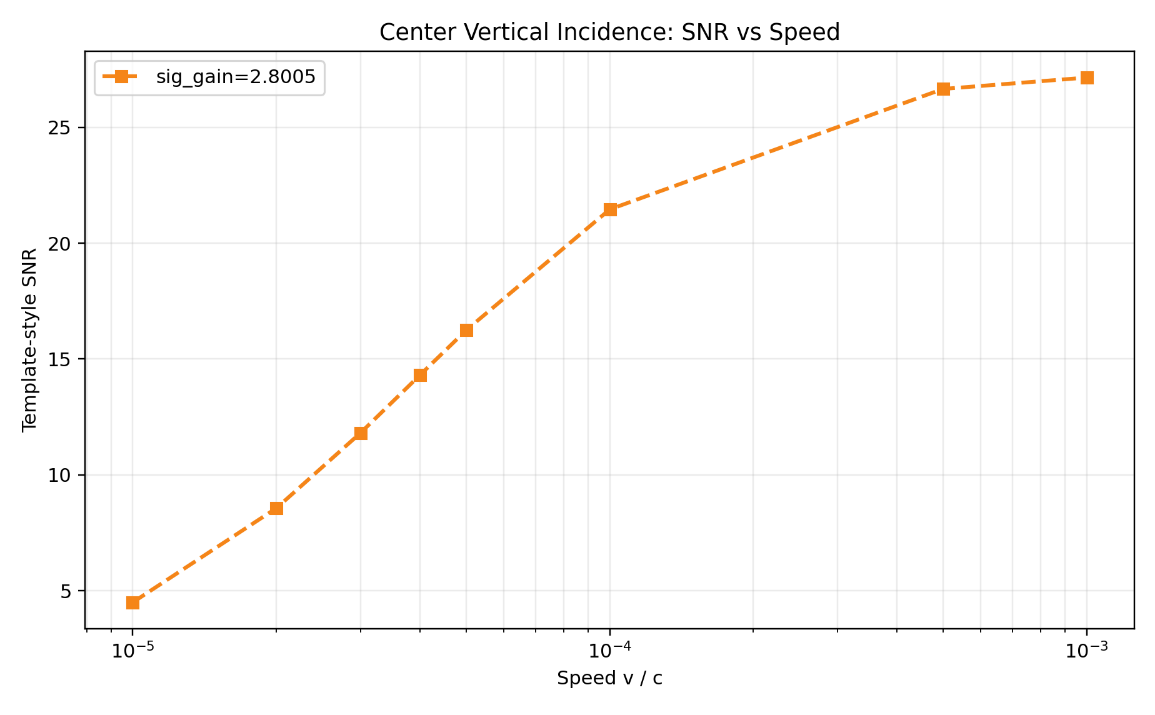 Center Vertical Incidence: SNR vs Speed
sig_gain=2.8005
Template-style SNR
25
20
15
10
5
10⁻⁵
10⁻⁴
10⁻³
Speed v / c